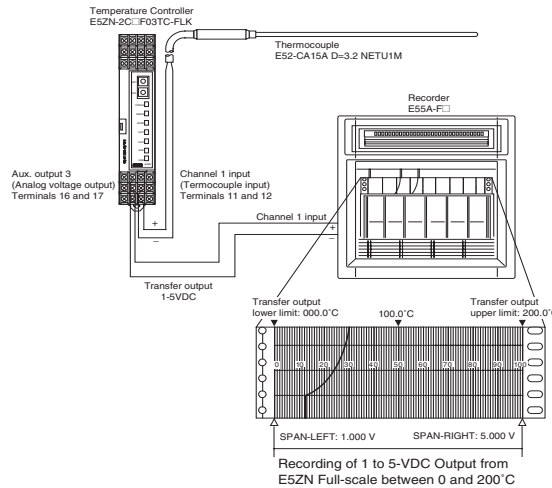 Temperature Controller
E5ZN-2C□F03TC-FLK
Thermocouple
E52-CA15A D=3.2 NETU1M
Recorder
E55A-F□
Aux. output 3
(Analog voltage output)
Terminals 16 and 17
Channel 1 input
(Termocouple input)
Terminals 11 and 12
+
−
Channel 1 input
+
−
Transfer output
1-5VDC
Transfer output
lower limit: 000.0˚C
100.0˚C
Transfer output
upper limit: 200.0˚C
0 10 20 30 40 50 60 70 80 90 100
SPAN-LEFT: 1.000 V
SPAN-RIGHT: 5.000 V
Recording of 1 to 5-VDC Output from
E5ZN Full-scale between 0 and 200˚C